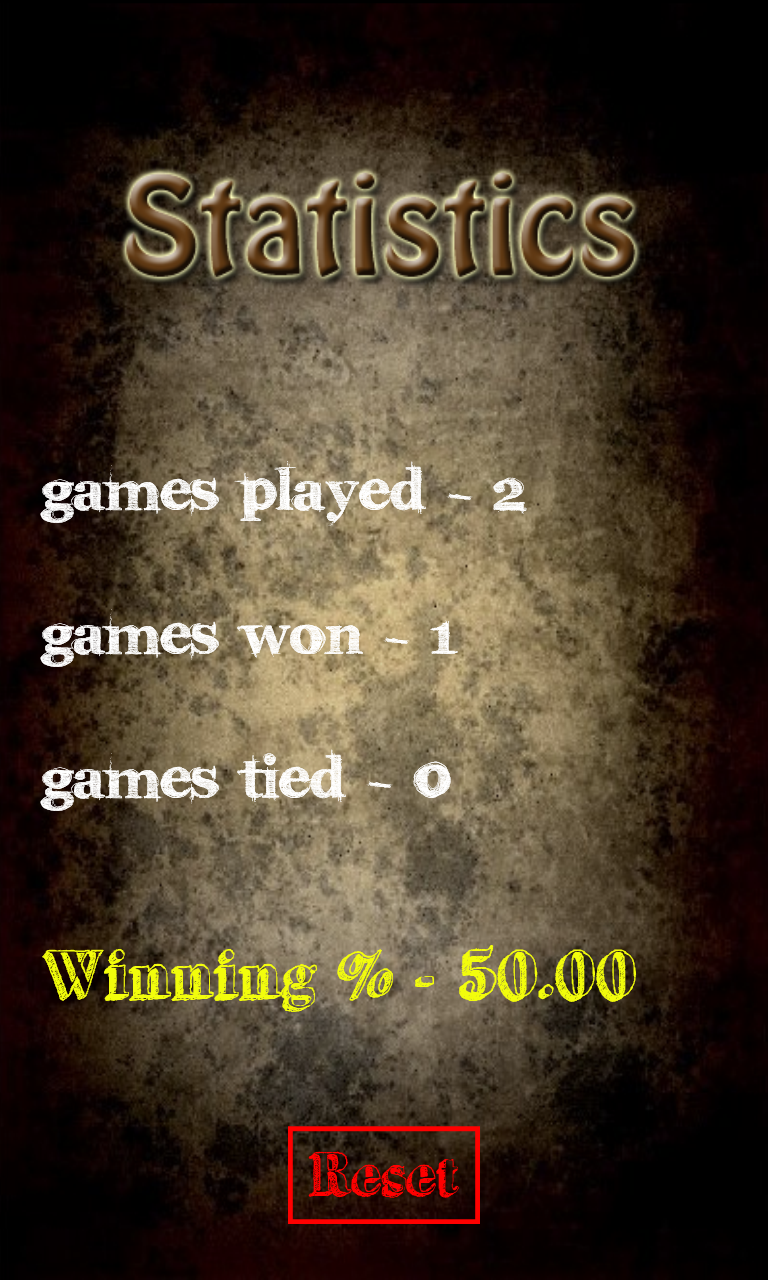 Statistics
games played - 2
games won - 1
games tied - 0
Winning % - 50.00
Reset